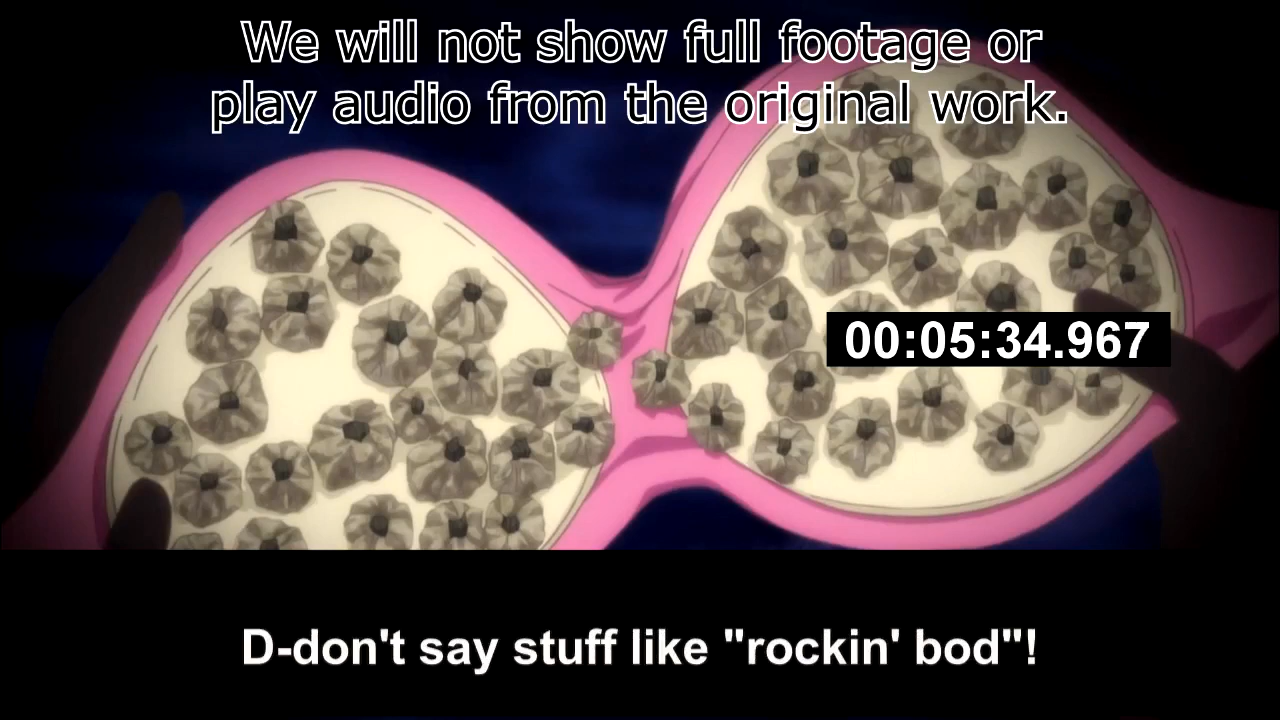 We will not show full footage or
play audio from the original work.
00:05:34.967
D-don't say stuff like "rockin' bod"!